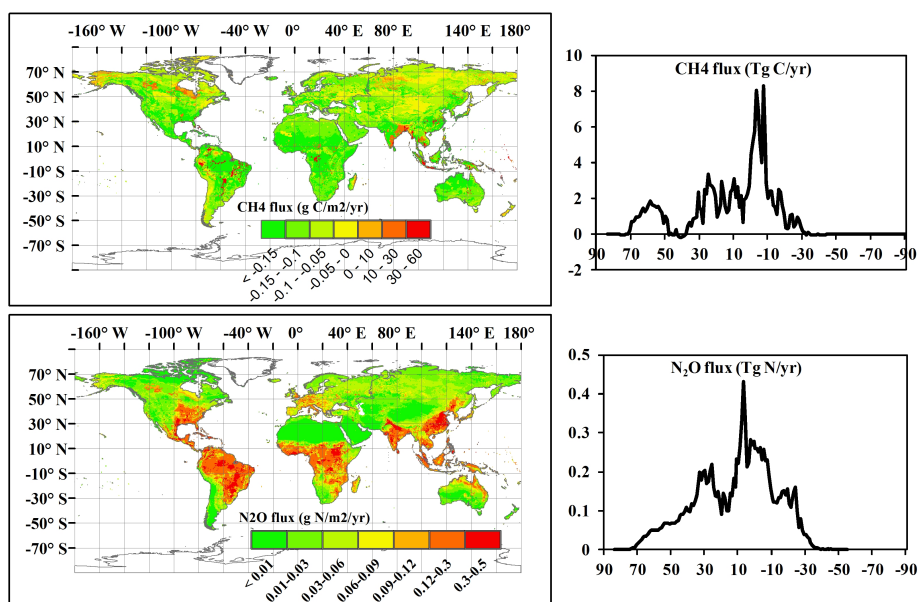 -160° W -100° W -40° W 0° 40° E 80° E 140° E 180°
70° N
50° N
30° N
10° N
-10° S
-30° S
-50° S
-70° S
CH4 flux (g C/m2/yr)
< -0.15
-0.15 - -0.1
-0.1 - -0.05
-0.05 - 0
0 - 10
10 - 30
30 - 60
CH4 flux (Tg C/yr)
10
8
6
4
2
0
-2
90 70 50 30 10 -10 -30 -50 -70 -90
-160° W -100° W -40° W 0° 40° E 80° E 140° E 180°
70° N
50° N
30° N
10° N
-10° S
-30° S
-50° S
-70° S
N2O flux (g N/m2/yr)
< 0.01
0.01-0.03
0.03-0.06
0.06-0.09
0.09-0.12
0.12-0.3
0.3-0.5
N₂O flux (Tg N/yr)
0.5
0.4
0.3
0.2
0.1
0
90 70 50 30 10 -10 -30 -50 -70 -90